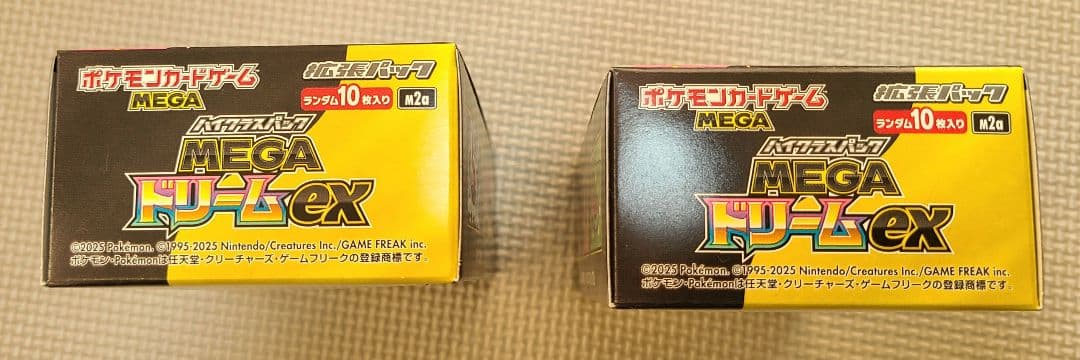 ポケモンカードゲーム
MEGA
拡張パック
ランダム10枚入り M2a
ハイクラスパック
MEGA
ドリームex
©2025 Pokémon. ©1995-2025 Nintendo/Creatures Inc./GAME FREAK inc.
ポケモン・Pokémonは任天堂・クリーチャーズ・ゲームフリークの登録商標です。
ポケモンカードゲーム
MEGA
拡張パック
ランダム10枚入り M2a
ハイクラスパック
MEGA
ドリームex
©2025 Pokémon. ©1995-2025 Nintendo/Creatures Inc./GAME FREAK inc.
ポケモン・Pokémonは任天堂・クリーチャーズ・ゲームフリークの登録商標です。